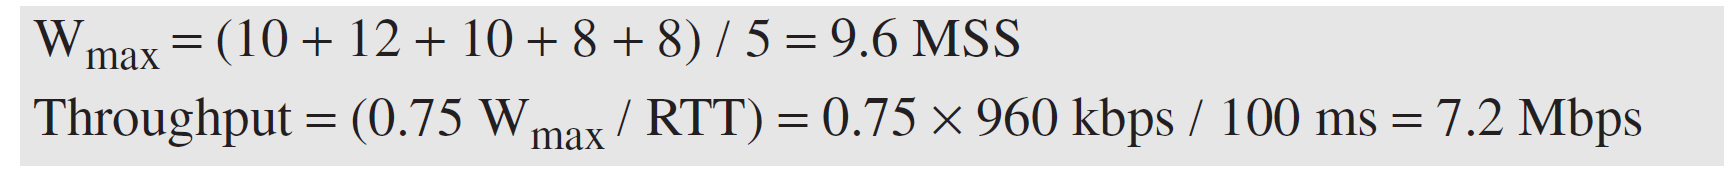 Wmax = (10 + 12 + 10 + 8 + 8) / 5 = 9.6 MSS
Throughput = (0.75 Wmax / RTT) = 0.75 × 960 kbps / 100 ms = 7.2 Mbps